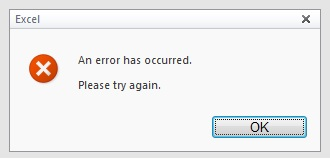 Excel
An error has occurred.
Please try again.
OK